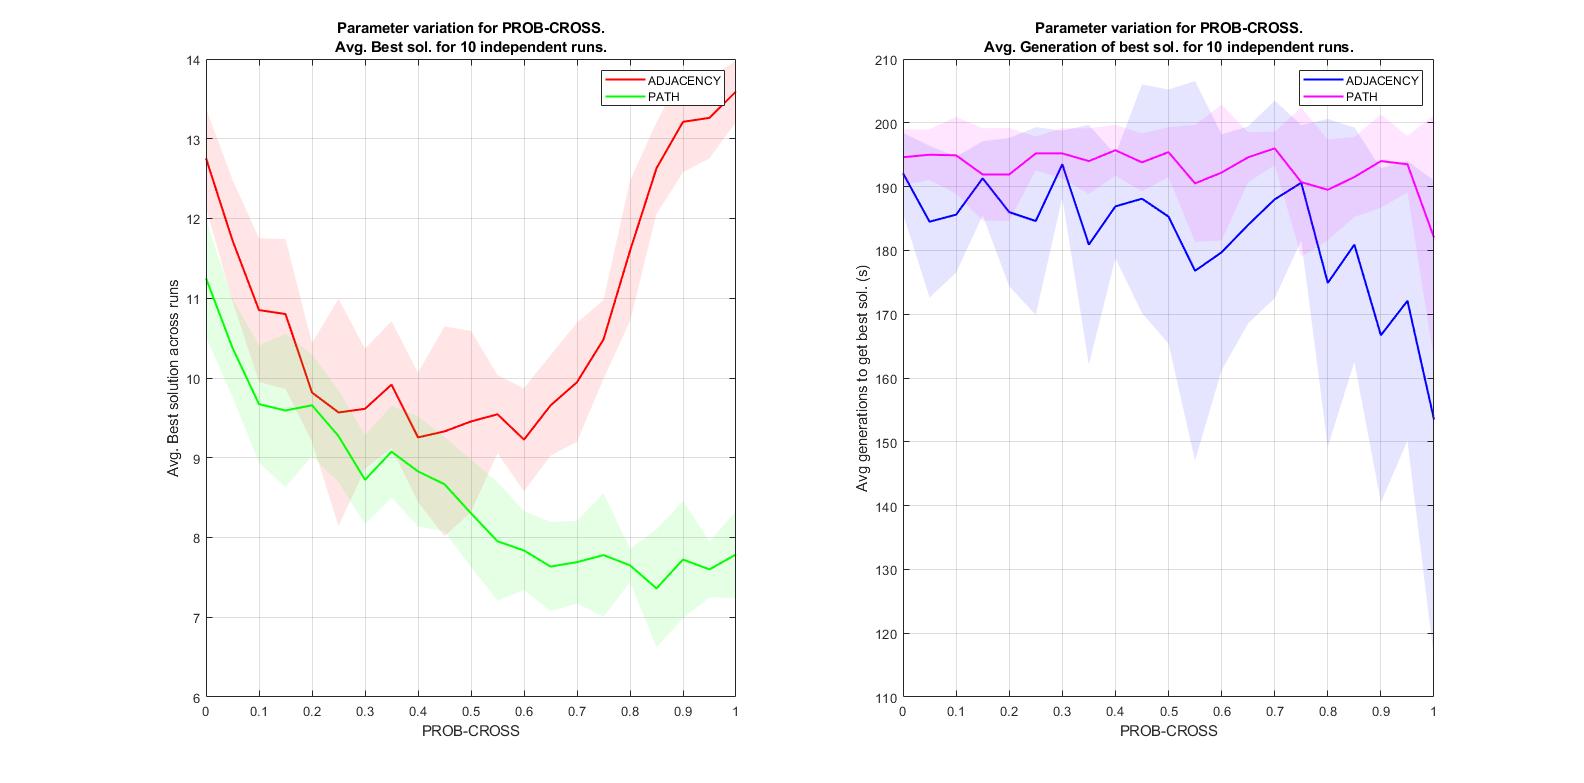 Parameter variation for PROB-CROSS.
Avg. Best sol. for 10 independent runs.
14
13
12
11
10
9
8
7
6
Avg. Best solution across runs
ADJACENCY
PATH
0 0.1 0.2 0.3 0.4 0.5 0.6 0.7 0.8 0.9 1
PROB-CROSS
Parameter variation for PROB-CROSS.
Avg. Generation of best sol. for 10 independent runs.
210
200
190
180
170
160
150
140
130
120
110
Avg generations to get best sol. (s)
ADJACENCY
PATH
0 0.1 0.2 0.3 0.4 0.5 0.6 0.7 0.8 0.9 1
PROB-CROSS